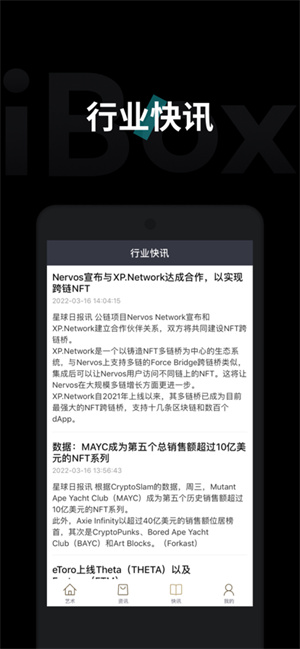 iBox
行业快讯
行业快讯
Nervos宣布与XP.Network达成合作，以实现
跨链NFT
2022-03-16 14:04:15
星球日报讯 公链项目Nervos Network宣布和
XP.Network建立合作伙伴关系，双方将共同建设NFT跨
链桥。
XP.Network是一个以铸造NFT多链桥为中心的生态系
统，与Nervos上支持多链的Force Bridge跨链桥类似，
集成后可以让Nervos用户访问不同链上的NFT。这将让
Nervos在大规模多链增长方面更进一步。
XP.Network自2021年上线以来，其多链桥已成为目前
最强大的NFT跨链桥，支持十几条区块链和数百个
dApp。
数据：MAYC成为第五个总销售额超过10亿美
元的NFT系列
2022-03-16 13:56:43
星球日报讯 根据CryptoSlam的数据，周三，Mutant
Ape Yacht Club（MAYC）成为第五个历史销售额超过
10亿美元的NFT系列。
此外，Axie Infinity以超过40亿美元的销售额位居榜
首，其次是CryptoPunks、Bored Ape Yacht
Club（BAYC）和Art Blocks。（Forkast）
eToro上线Theta（THETA）以及
艺术
资讯
快讯
我的